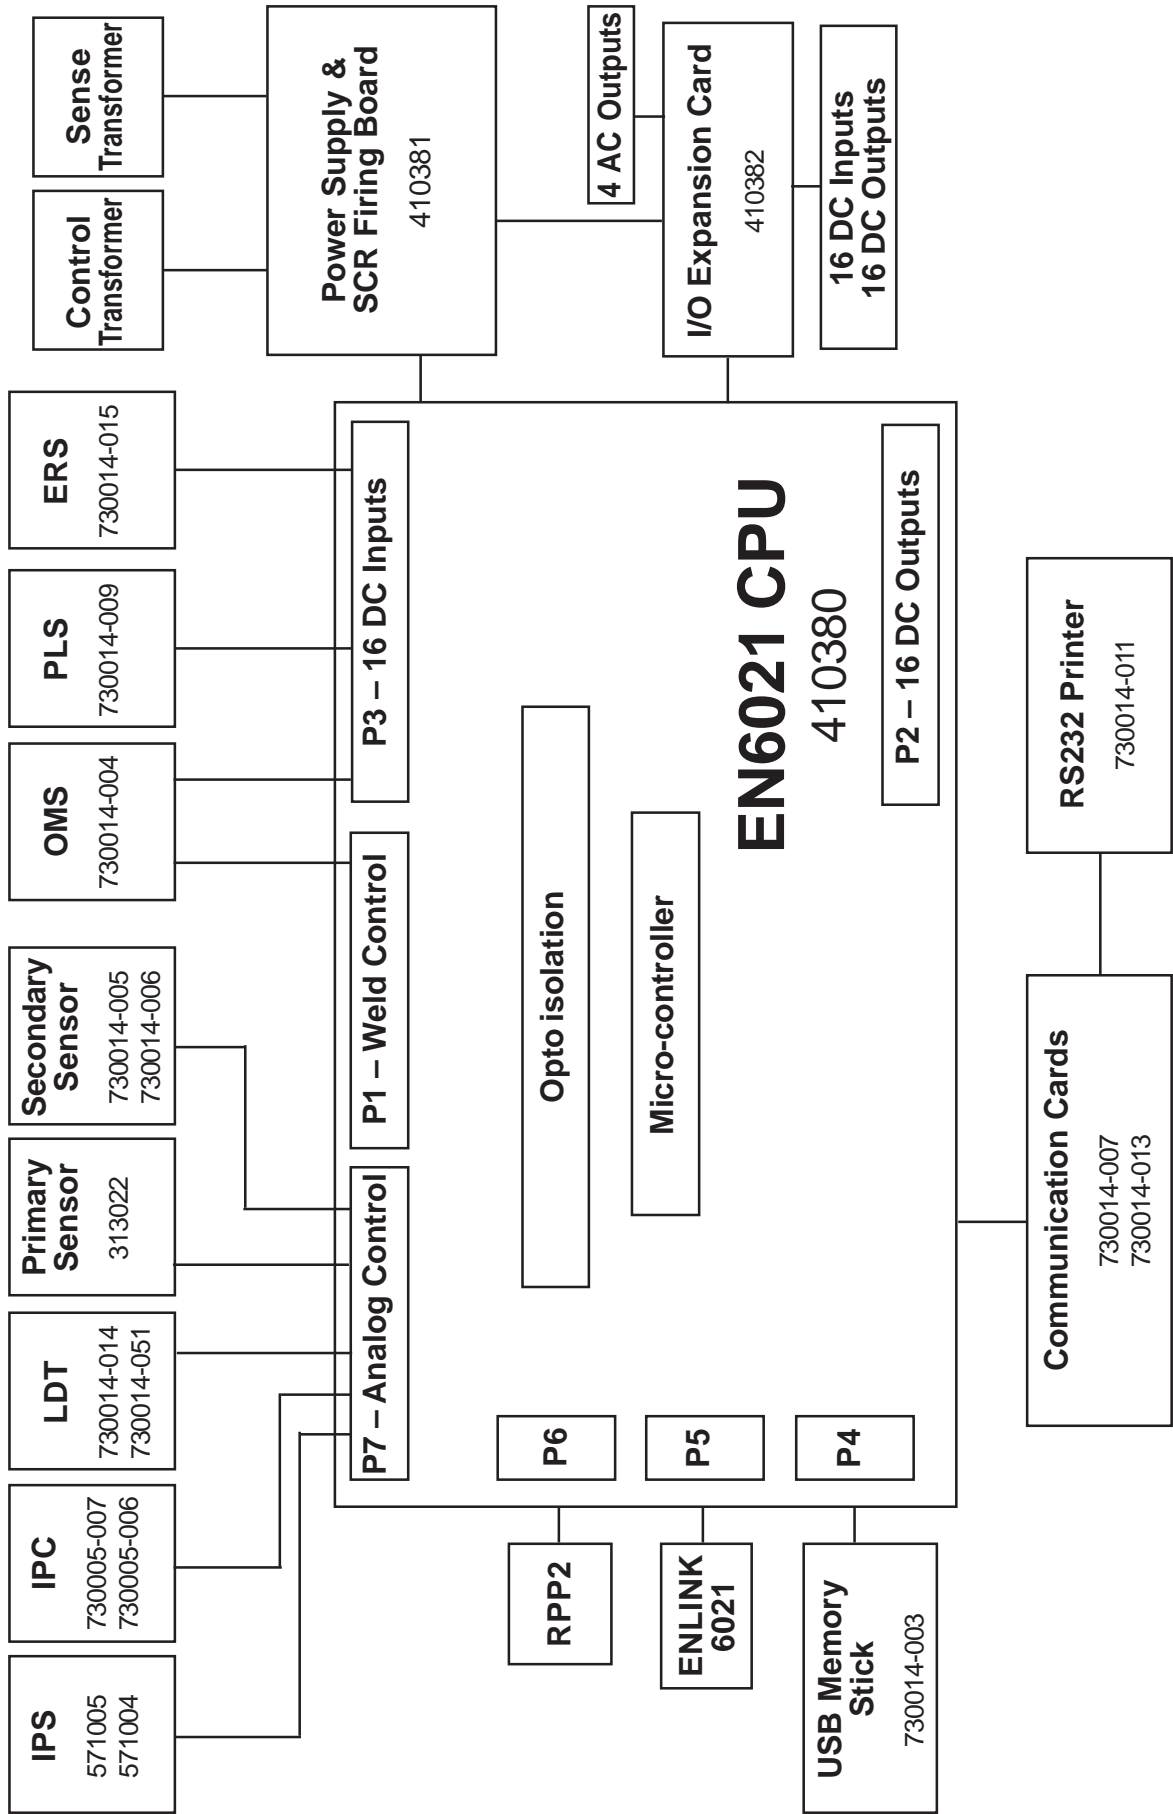 IPS
571005
571004
IPC
730005-007
730005-006
LDT
730014-014
730014-051
Primary
Sensor
313022
Secondary
Sensor
730014-005
730014-006
OMS
730014-004
PLS
730014-009
ERS
730014-015
Control
Transformer
Sense
Transformer
Power Supply &
SCR Firing Board
410381
4 AC Outputs
I/O Expansion Card
410382
16 DC Inputs
16 DC Outputs
P7 – Analog Control
P1 – Weld Control
P3 – 16 DC Inputs
Opto isolation
Micro-controller
EN6021 CPU
410380
P2 – 16 DC Outputs
P6
P5
P4
RPP2
ENLINK
6021
USB Memory
Stick
730014-003
Communication Cards
730014-007
730014-013
RS232 Printer
730014-011